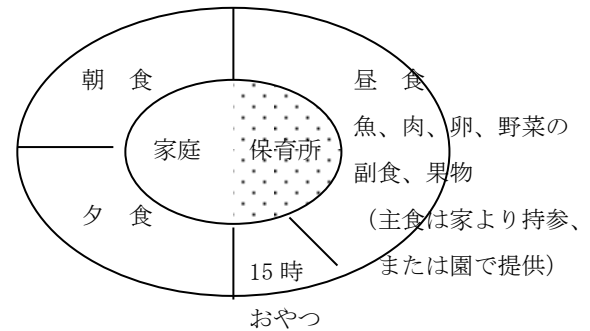 朝　食
昼　食
魚、肉、卵、野菜の
副食、果物
（主食は家より持参、
または園で提供）
家庭
保育所
夕　食
15時
おやつ